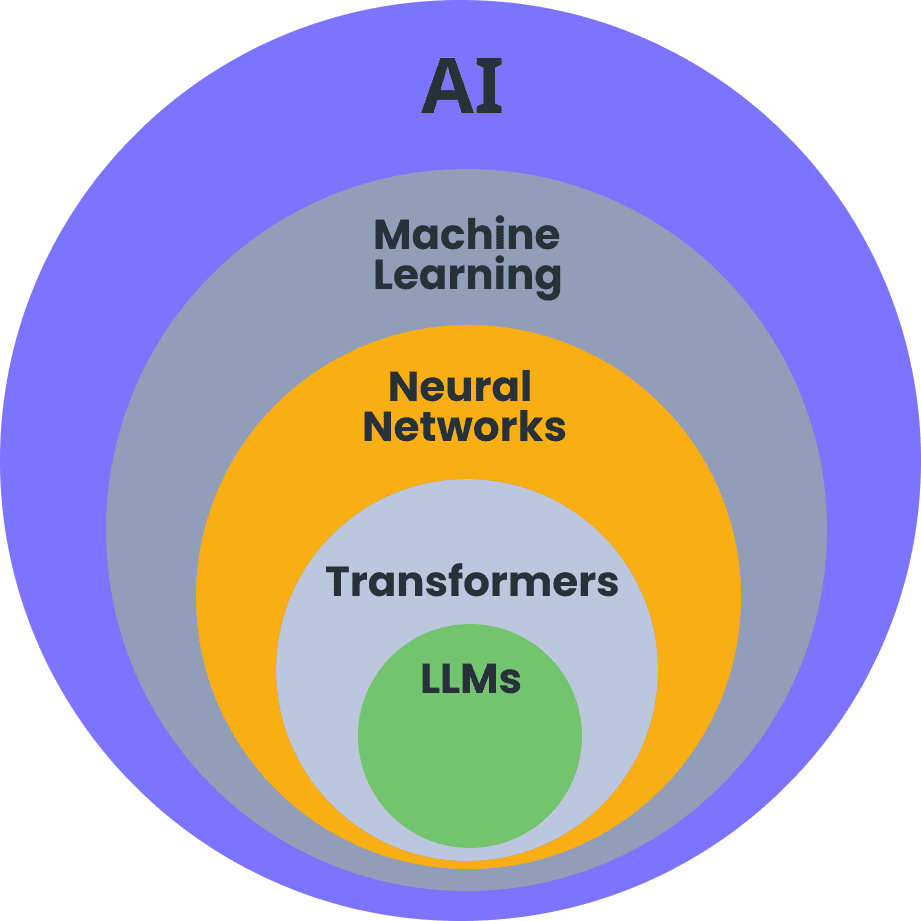 AI
Machine
Learning
Neural
Networks
Transformers
LLMs